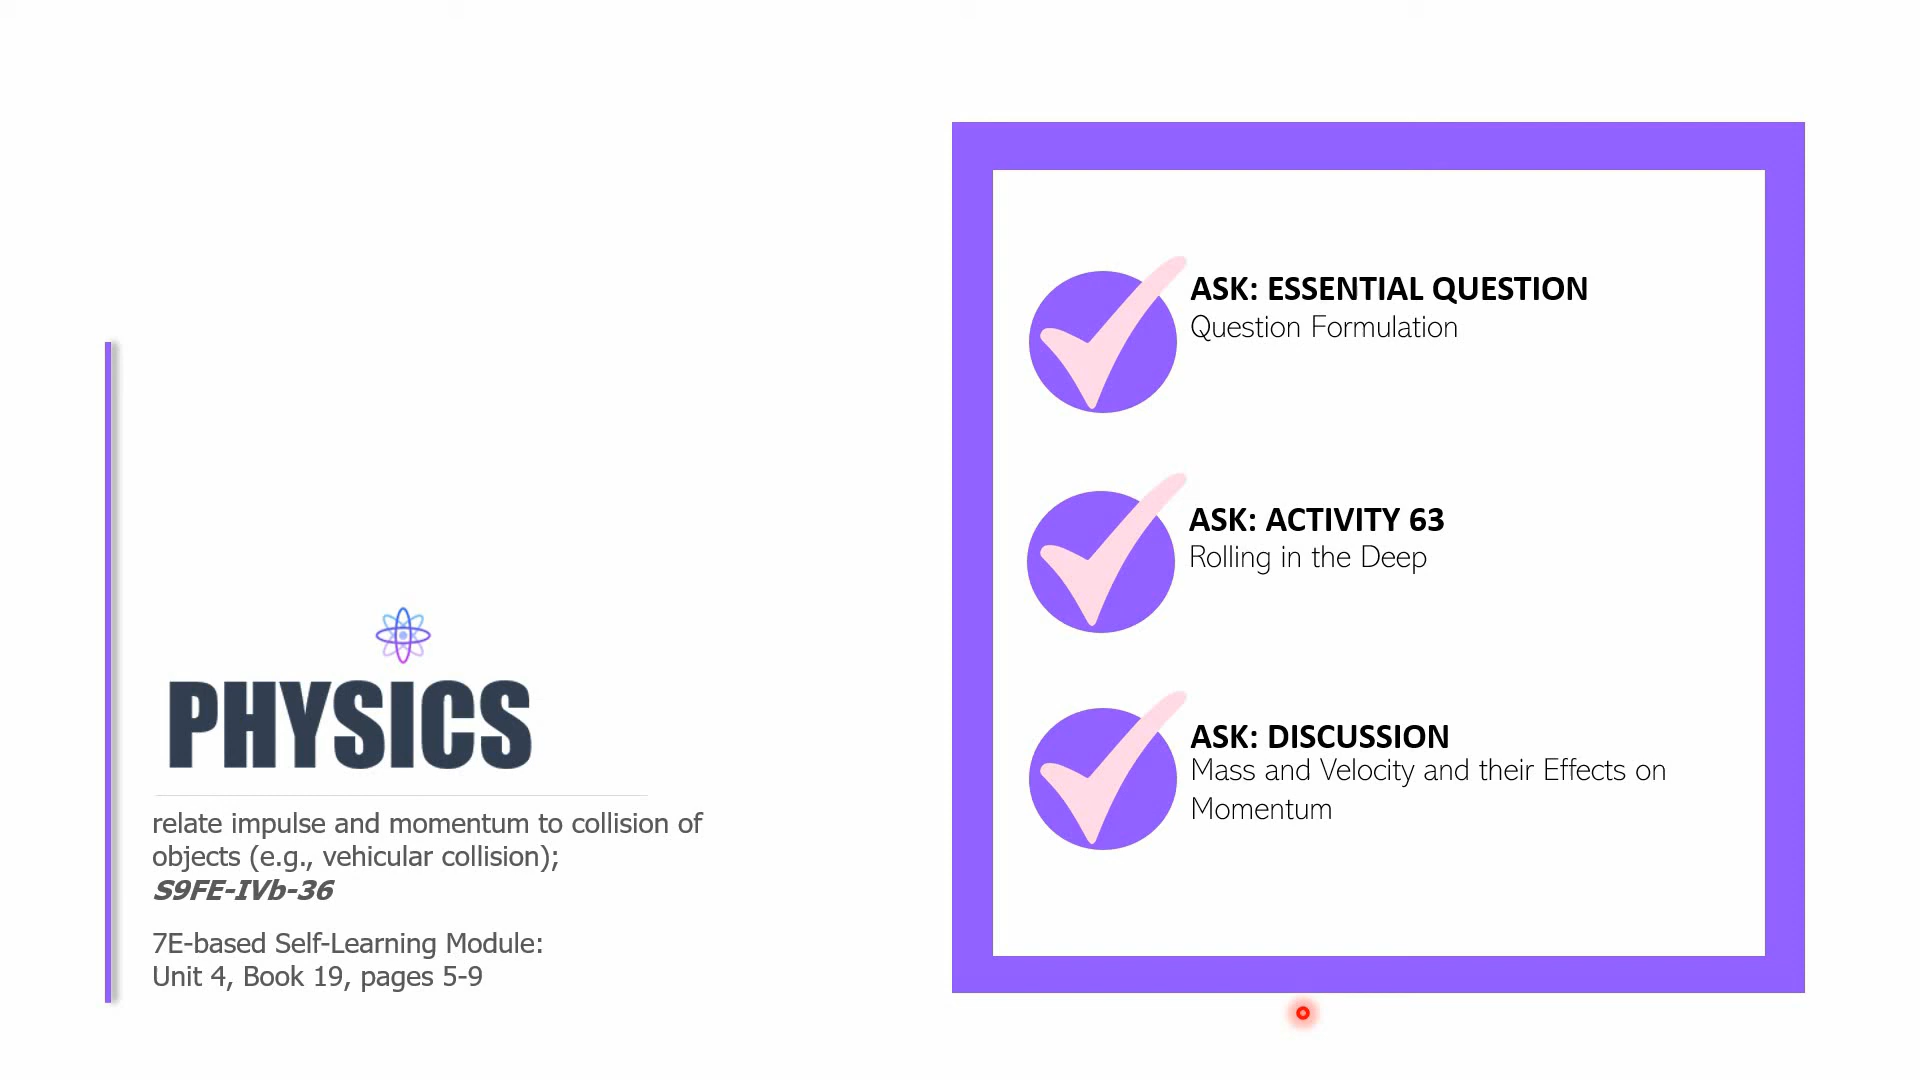 PHYSICS
relate impulse and momentum to collision of
objects (e.g., vehicular collision);
S9FE-IVb-36
7E-based Self-Learning Module:
Unit 4, Book 19, pages 5-9
ASK: ESSENTIAL QUESTION
Question Formulation
ASK: ACTIVITY 63
Rolling in the Deep
ASK: DISCUSSION
Mass and Velocity and their Effects on
Momentum